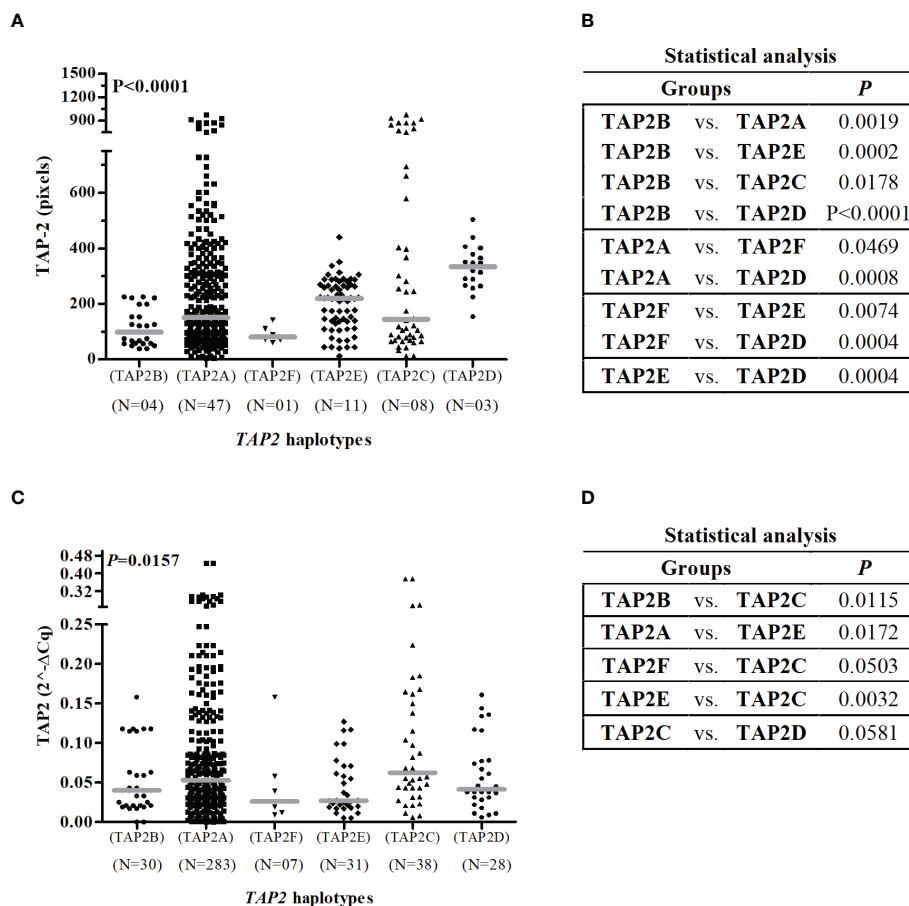 A
B
1500
1200
900
600
400
200
0
TAP-2 (pixels)
P<0.0001
(TAP2B) (TAP2A) (TAP2F) (TAP2E) (TAP2C) (TAP2D)
(N=04) (N=47) (N=01) (N=11) (N=08) (N=03)
TAP2 haplotypes
Statistical analysis
Groups P
TAP2B vs. TAP2A 0.0019
TAP2B vs. TAP2E 0.0002
TAP2B vs. TAP2C 0.0178
TAP2B vs. TAP2D P<0.0001
TAP2A vs. TAP2F 0.0469
TAP2A vs. TAP2D 0.0008
TAP2F vs. TAP2E 0.0074
TAP2F vs. TAP2D 0.0004
TAP2E vs. TAP2D 0.0004
C
D
0.48
0.40
0.32
0.25
0.20
0.15
0.10
0.05
0.00
TAP2 (2^-ΔCq)
P=0.0157
(TAP2B) (TAP2A) (TAP2F) (TAP2E) (TAP2C) (TAP2D)
(N=30) (N=283) (N=07) (N=31) (N=38) (N=28)
TAP2 haplotypes
Statistical analysis
Groups P
TAP2B vs. TAP2C 0.0115
TAP2A vs. TAP2E 0.0172
TAP2F vs. TAP2C 0.0503
TAP2E vs. TAP2C 0.0032
TAP2C vs. TAP2D 0.0581